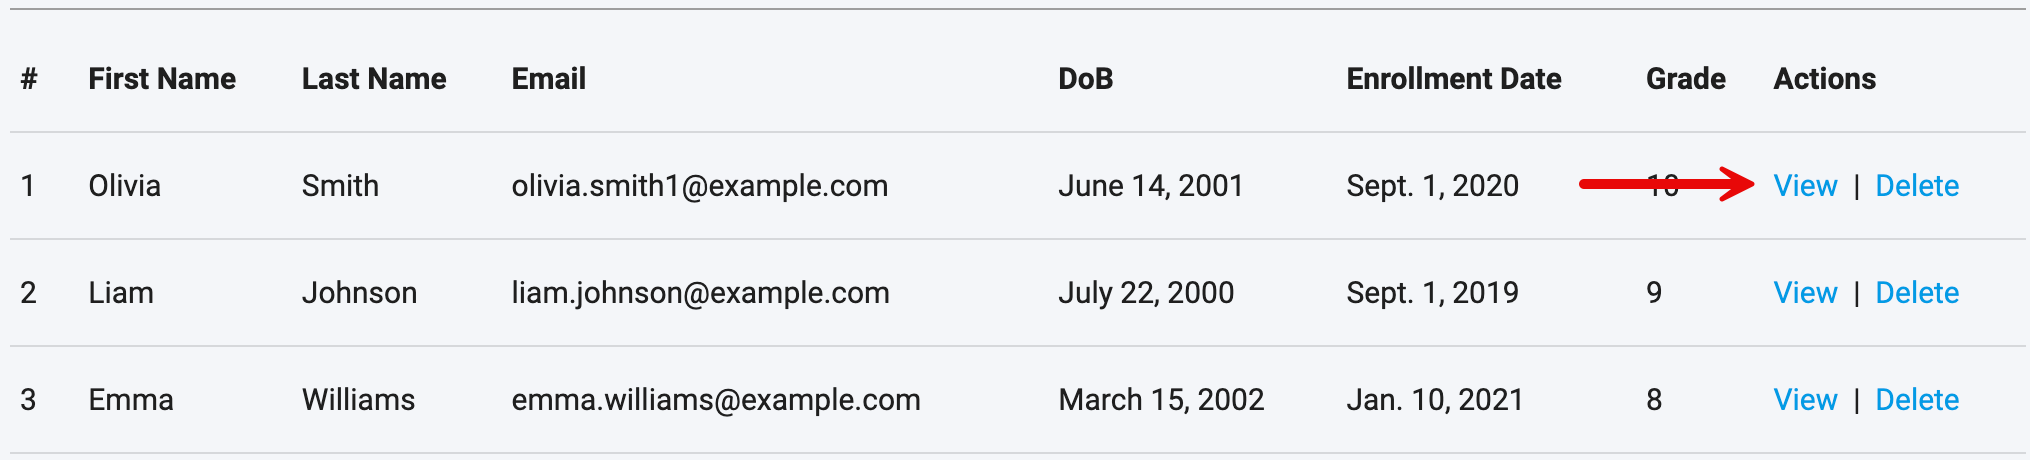 # First Name Last Name Email DoB Enrollment Date Grade Actions
1 Olivia Smith olivia.smith1@example.com June 14, 2001 Sept. 1, 2020 10 View | Delete
2 Liam Johnson liam.johnson@example.com July 22, 2000 Sept. 1, 2019 9 View | Delete
3 Emma Williams emma.williams@example.com March 15, 2002 Jan. 10, 2021 8 View | Delete